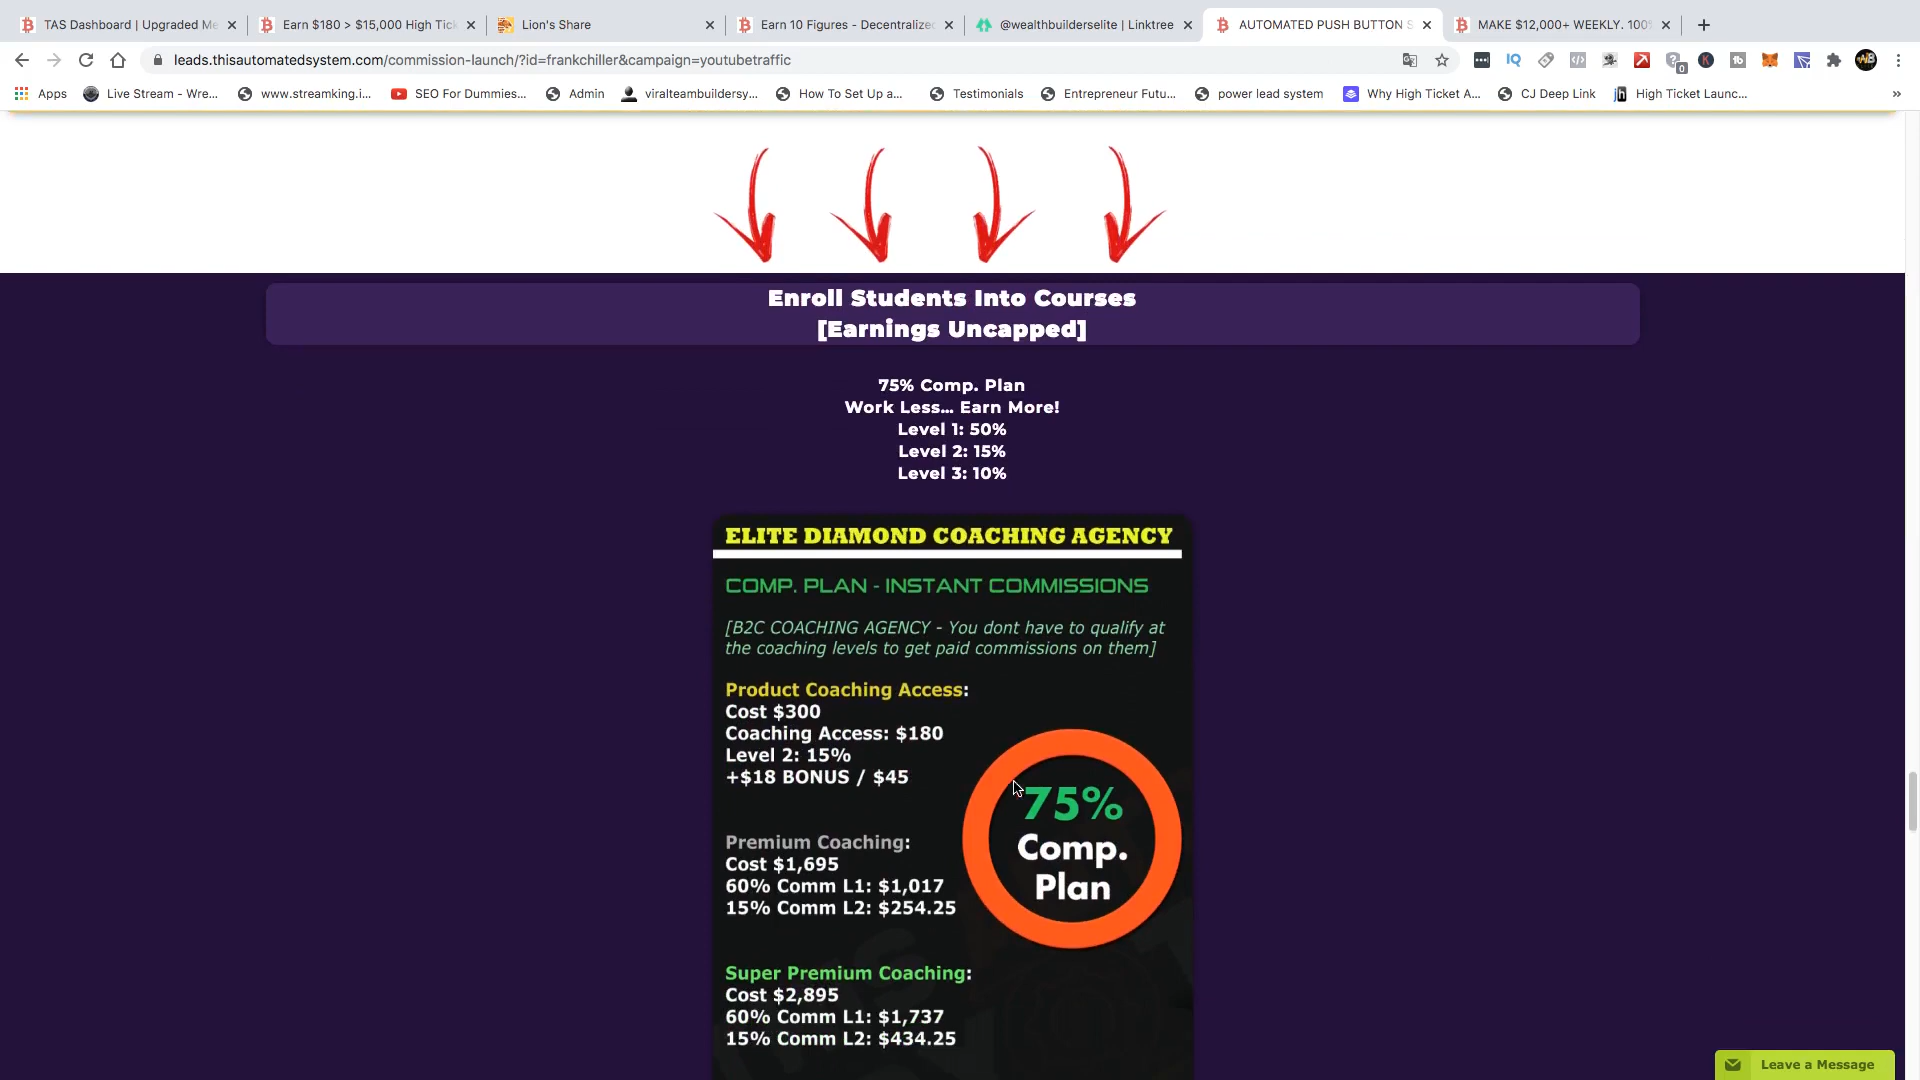 TAS Dashboard | Upgraded Me
Earn $180 > $15,000 High Tick
Lion's Share
Earn 10 Figures - Decentralized
@wealthbuilderselite | Linktree
AUTOMATED PUSH BUTTON S
MAKE $12,000+ WEEKLY. 100%
leads.thisautomatedsystem.com/commission-launch/?id=frankchiller&campaign=youtubetraffic
Apps
Live Stream - Wre...
www.streamking.i...
SEO For Dummies...
Admin
viralteambuildersy...
How To Set Up a...
Testimonials
Entrepreneur Futu...
power lead system
Why High Ticket A...
CJ Deep Link
High Ticket Launc...
Enroll Students Into Courses
[Earnings Uncapped]
75% Comp. Plan
Work Less... Earn More!
Level 1: 50%
Level 2: 15%
Level 3: 10%
ELITE DIAMOND COACHING AGENCY
COMP. PLAN - INSTANT COMMISSIONS
[B2C COACHING AGENCY - You dont have to qualify at
the coaching levels to get paid commissions on them]
Product Coaching Access:
Cost $300
Coaching Access: $180
Level 2: 15%
+$18 BONUS / $45
75%
Comp.
Plan
Premium Coaching:
Cost $1,695
60% Comm L1: $1,017
15% Comm L2: $254.25
Super Premium Coaching:
Cost $2,895
60% Comm L1: $1,737
15% Comm L2: $434.25
Leave a Message